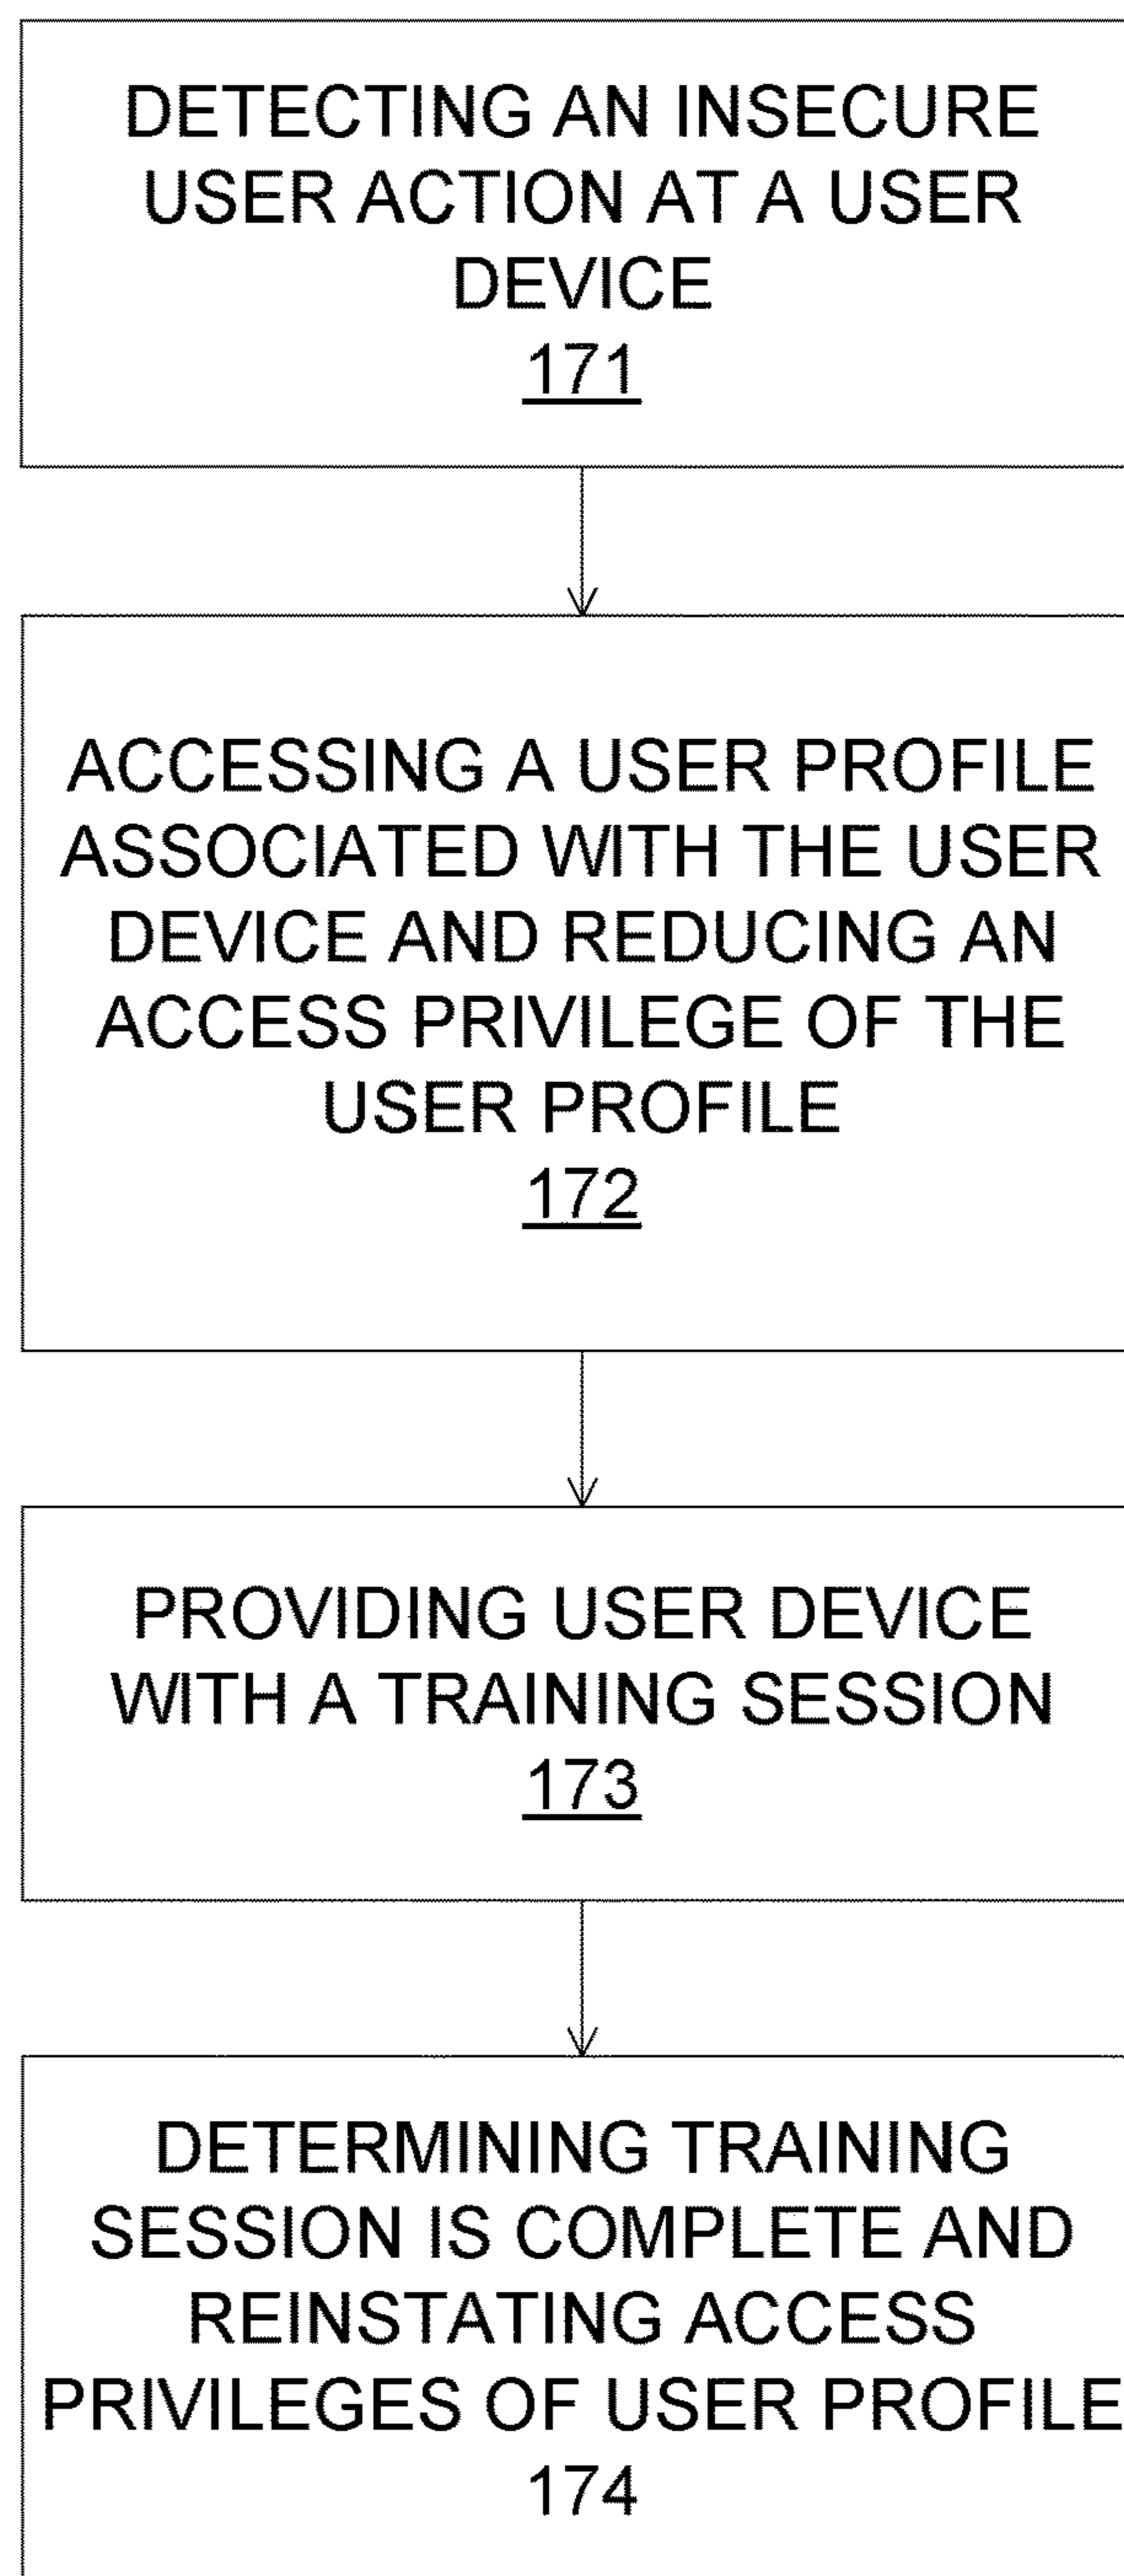 DETECTING AN INSECURE
USER ACTION AT A USER
DEVICE
171
ACCESSING A USER PROFILE
ASSOCIATED WITH THE USER
DEVICE AND REDUCING AN
ACCESS PRIVILEGE OF THE
USER PROFILE
172
PROVIDING USER DEVICE
WITH A TRAINING SESSION
173
DETERMINING TRAINING
SESSION IS COMPLETE AND
REINSTATING ACCESS
PRIVILEGES OF USER PROFILE
174